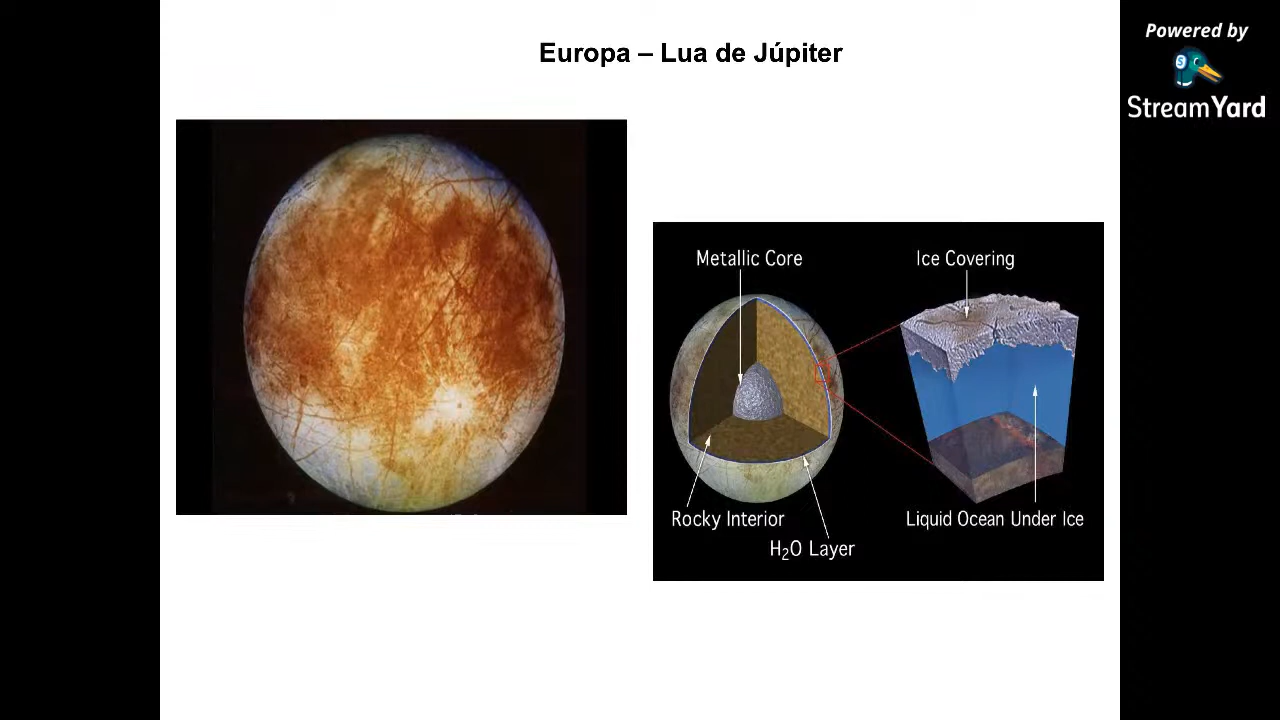 Europa – Lua de Júpiter
Powered by
StreamYard
Metallic Core
Ice Covering
Rocky Interior
H₂O Layer
Liquid Ocean Under Ice